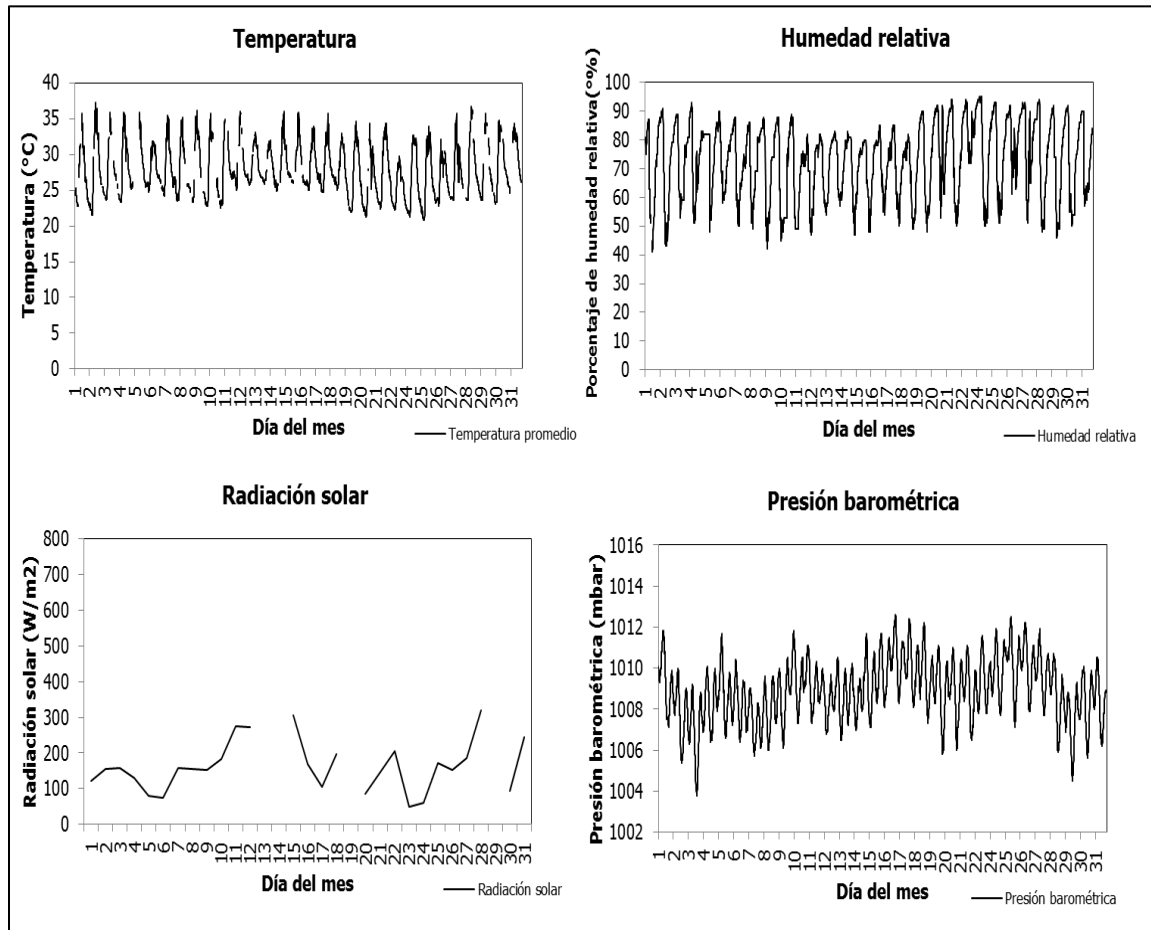 Temperatura
Temperatura (°C)
40
35
30
25
20
15
10
5
0
1 2 3 4 5 6 7 8 9 10 11 12 13 14 15 16 17 18 19 20 21 22 23 24 25 26 27 28 29 30 31
Día del mes
Temperatura promedio
Humedad relativa
Porcentaje de humedad relativa(°%)
100
90
80
70
60
50
40
30
20
10
0
1 2 3 4 5 6 7 8 9 10 11 12 13 14 15 16 17 18 19 20 21 22 23 24 25 26 27 28 29 30 31
Día del mes
Humedad relativa
Radiación solar
Radiación solar (W/m2)
800
700
600
500
400
300
200
100
0
1 2 3 4 5 6 7 8 9 10 11 12 13 14 15 16 17 18 19 20 21 22 23 24 25 26 27 28 29 30 31
Día del mes
Radiación solar
Presión barométrica
Presión barométrica (mbar)
1016
1014
1012
1010
1008
1006
1004
1002
1 2 3 4 5 6 7 8 9 10 11 12 13 14 15 16 17 18 19 20 21 22 23 24 25 26 27 28 29 30 31
Día del mes
Presión barométrica